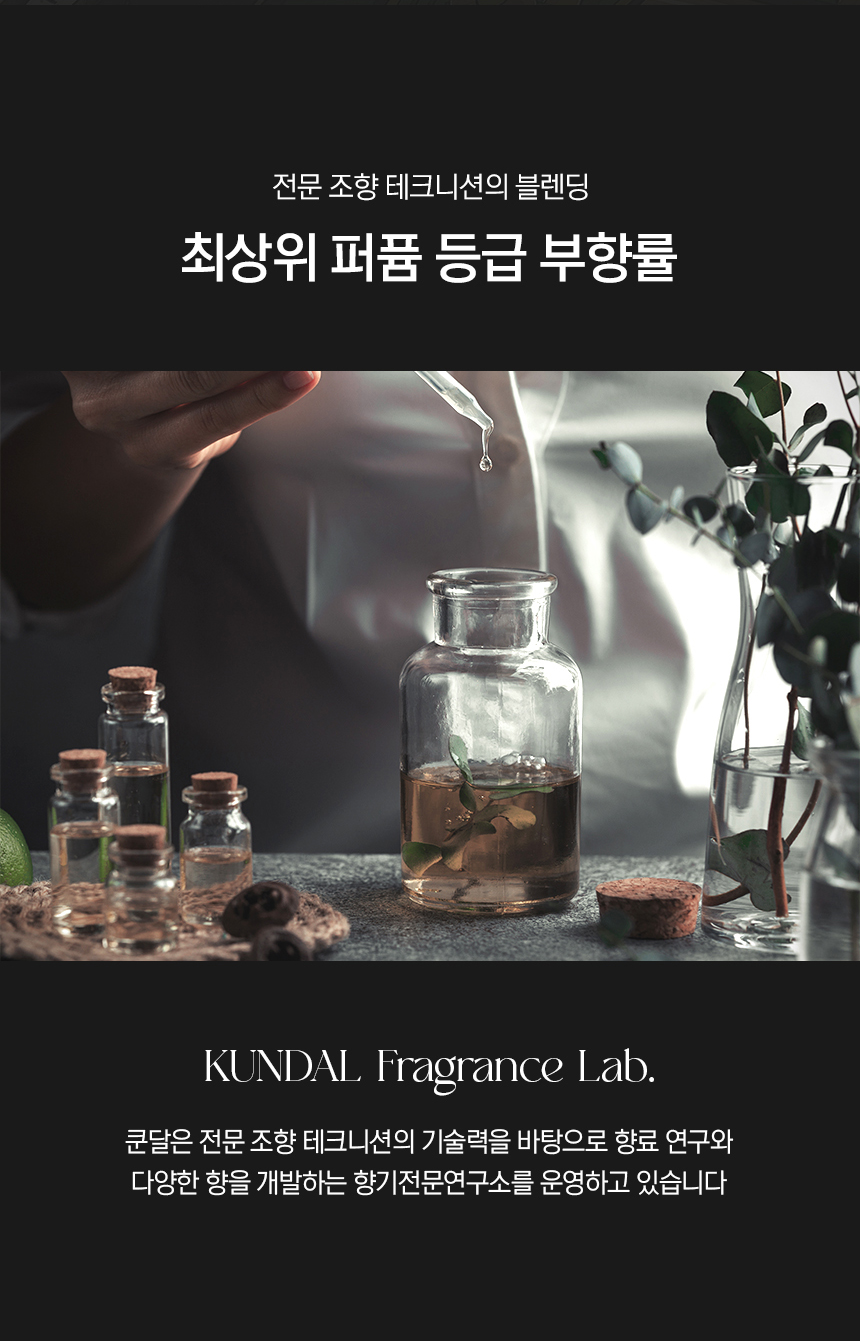 전문 조향 테크니션의 블렌딩
최상위 퍼퓸 등급 부향률
KUNDAL Fragrance Lab.
쿤달은 전문 조향 테크니션의 기술력을 바탕으로 향료 연구와
다양한 향을 개발하는 향기전문연구소를 운영하고 있습니다